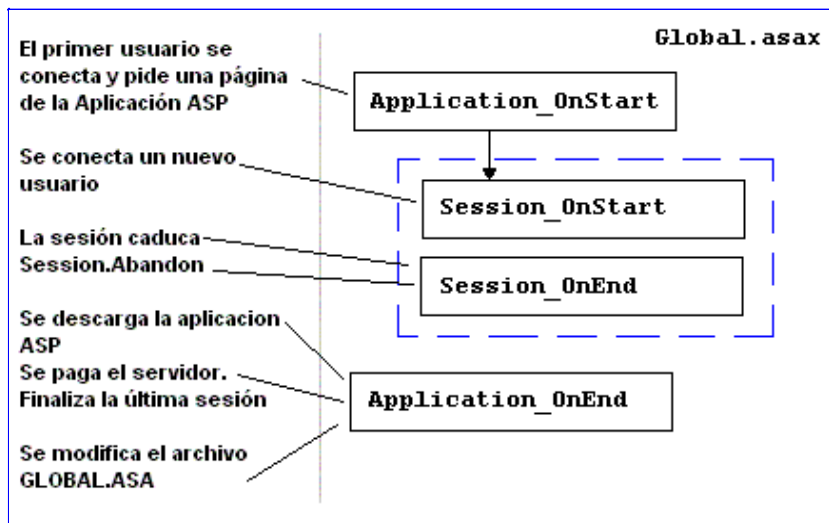 Global.asax
El primer usuario se
conecta y pide una página
de la Aplicación ASP
Application_OnStart
Se conecta un nuevo
usuario
Session_OnStart
La sesión caduca
Session.Abandon
Session_OnEnd
Se descarga la aplicacion
ASP
Se paga el servidor.
Finaliza la última sesión
Application_OnEnd
Se modifica el archivo
GLOBAL.ASA